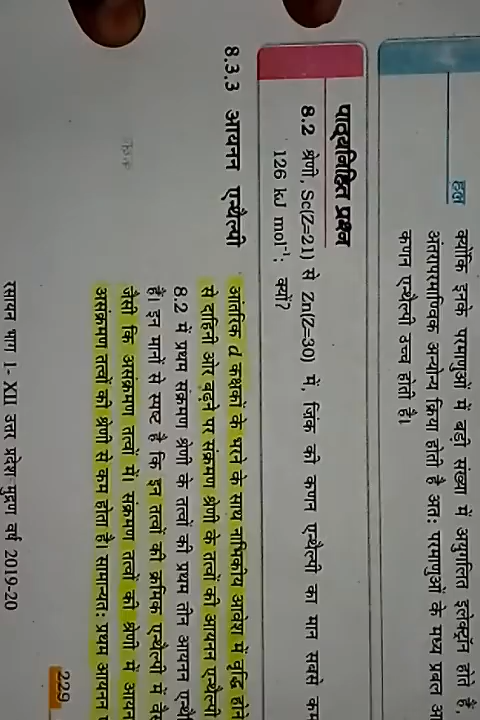 हल
क्योंकि इनके परमाणुओं में बड़ी संख्या में अयुगलित इलेक्ट्रॉन होते हैं,
अंतरापरमाण्विक अन्योन्य क्रिया होती है अतः परमाणुओं के मध्य प्रबल
कणन एन्थैल्पी उच्च होती है।
पाठ्यनिहित प्रश्न
8.2 श्रेणी, Sc(Z=21) से Zn(Z=30) में, जिंक की कणन एन्थैल्पी का मान सबसे कम
126 kJ mol⁻¹; क्यों?
8.3.3 आयनन एन्थैल्पी
आंतरिक d कक्षकों के भरने के साथ नाभिकीय आवेश में वृद्धि होने
से दाहिनी ओर बढ़ने पर संक्रमण श्रेणी के तत्वों की आयनन एन्थैल्पी
8.2 में प्रथम संक्रमण श्रेणी के तत्वों की प्रथम तीन आयनन
हैं। इन मानों से स्पष्ट है कि इन तत्वों की क्रमिक एन्थैल्पी में
जैसी कि असंक्रमण तत्वों में। संक्रमण तत्वों की श्रेणी में
असंक्रमण तत्वों की श्रेणी से कम होता है। सामान्यतः प्रथम आयनन
229
रसायन भाग I- XII उत्तर प्रदेश मुद्रण वर्ष 2019-20